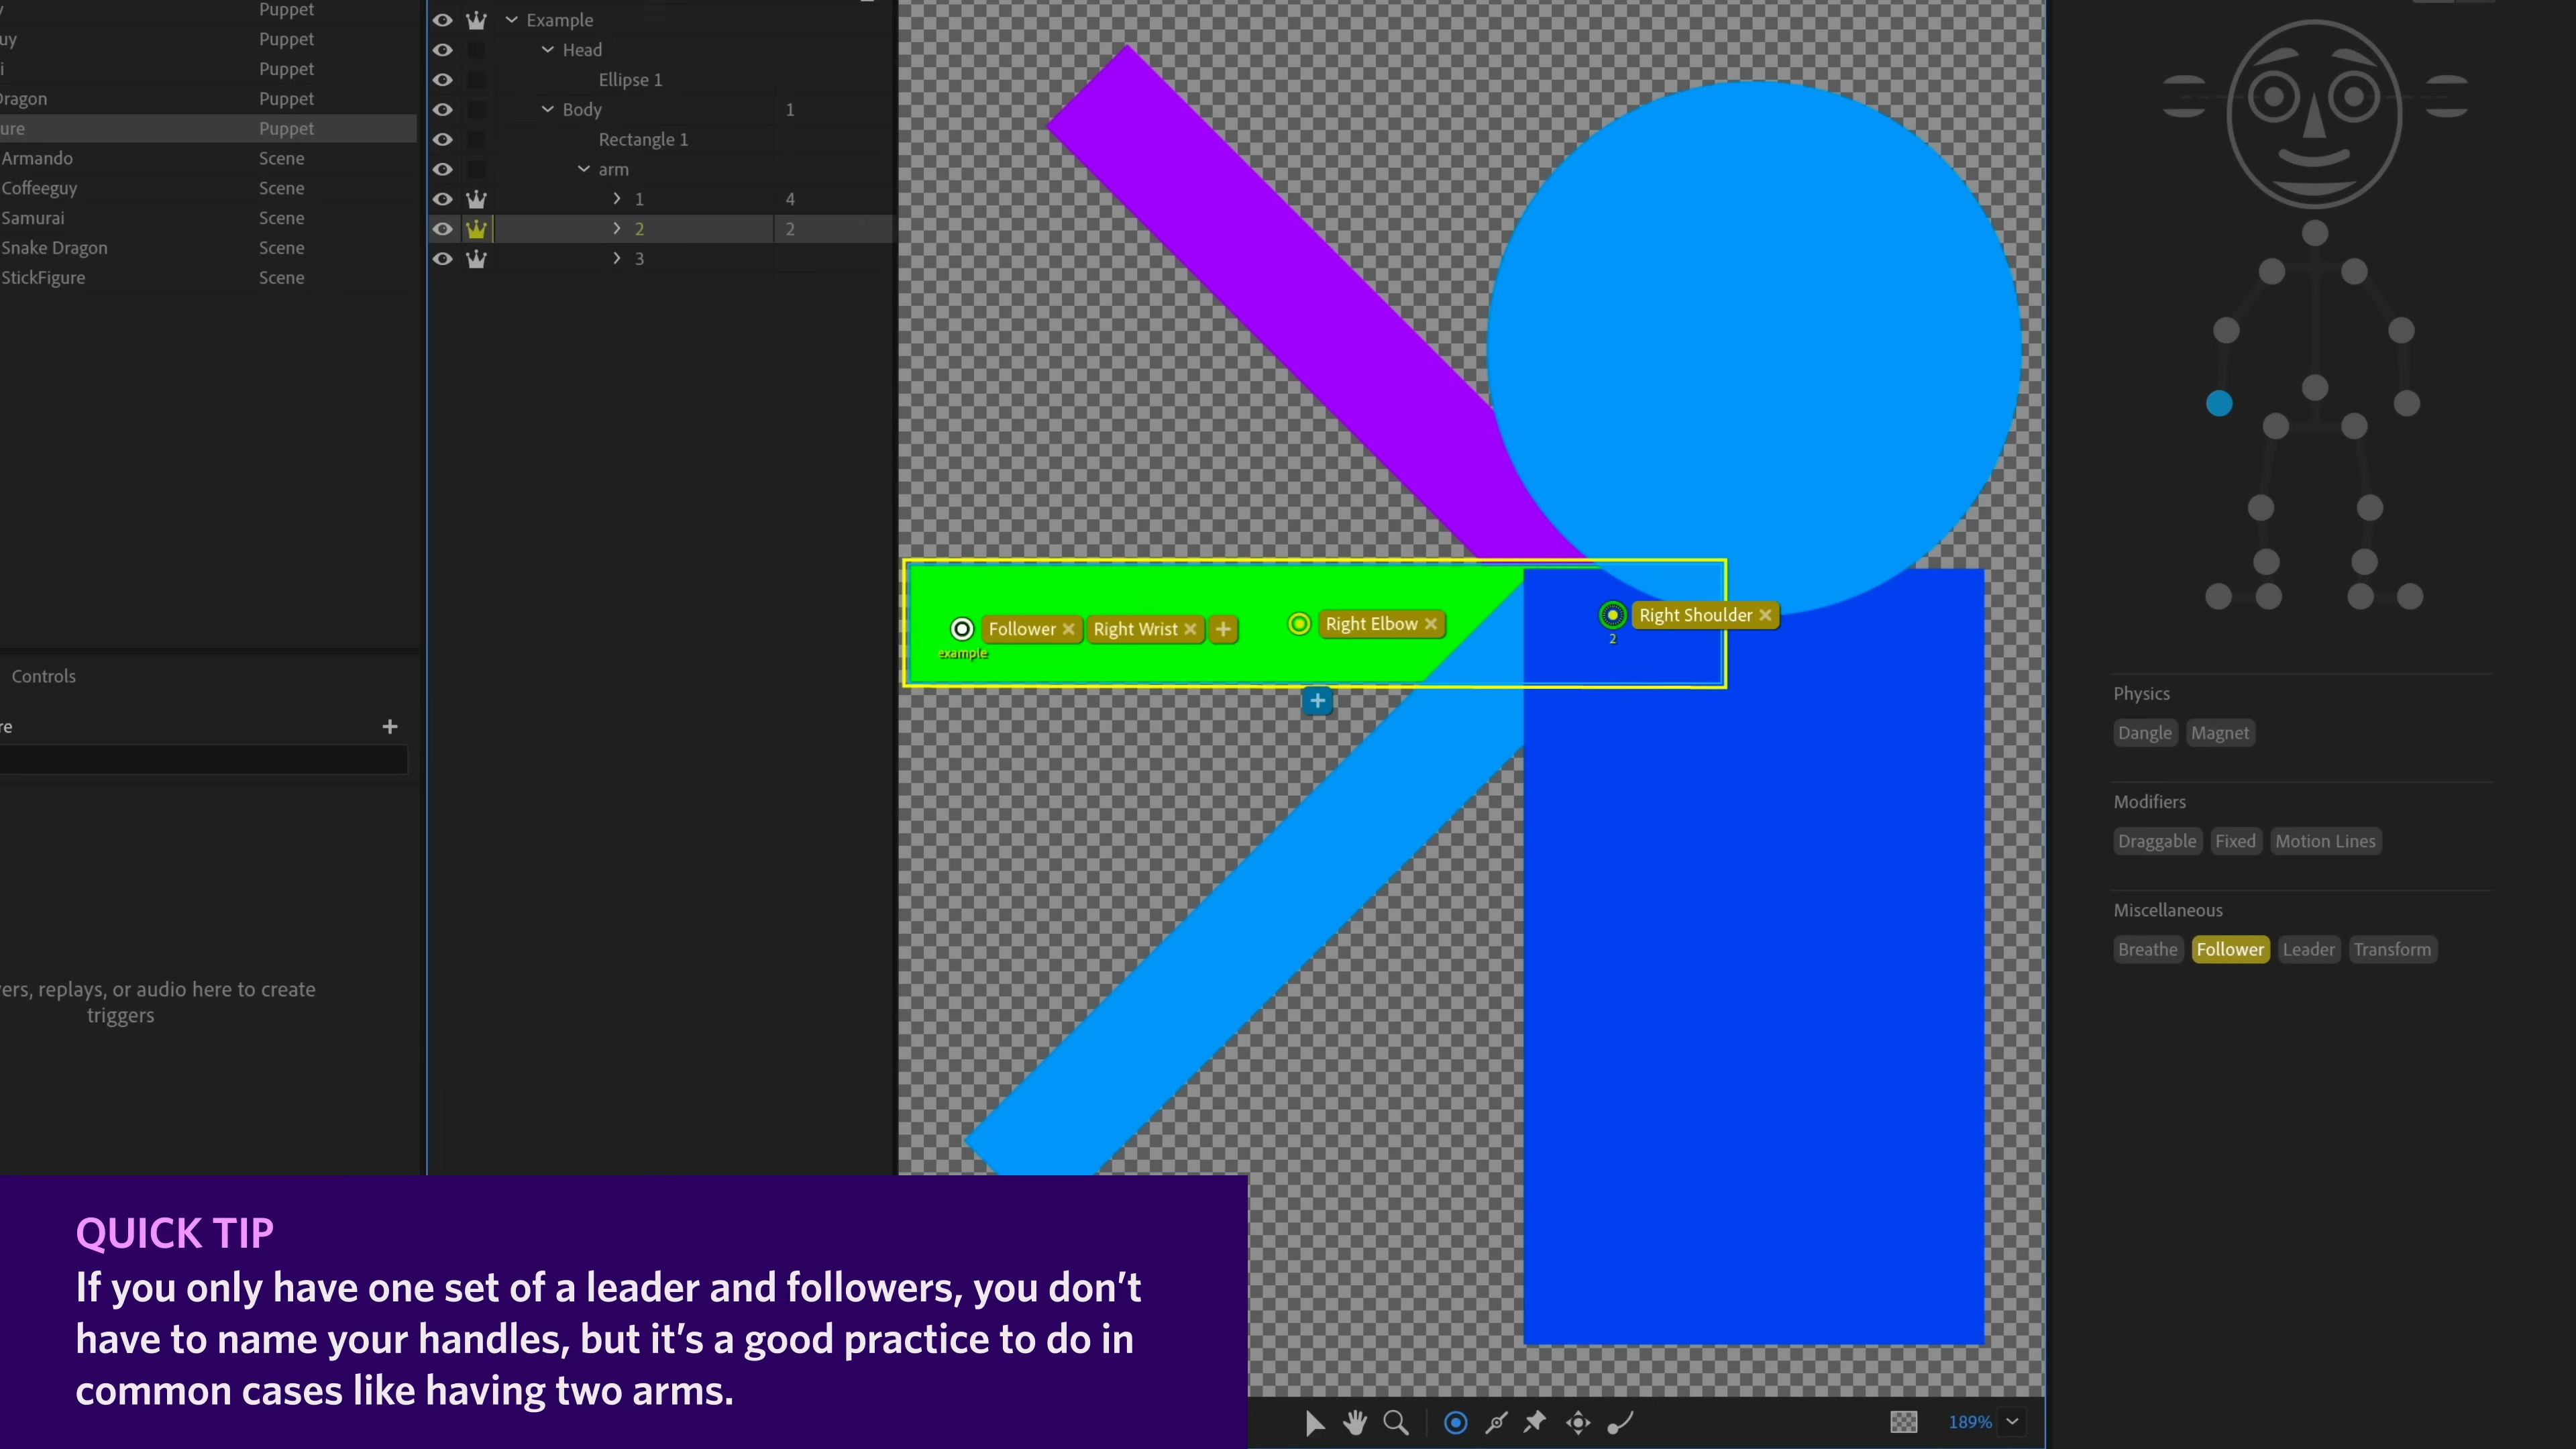 Puppet
uy Puppet
i Puppet
Dragon Puppet
ure Puppet
Armando Scene
Coffeeguy Scene
Samurai Scene
Snake Dragon Scene
StickFigure Scene
Controls
re +
ers, replays, or audio here to create
triggers
Example
Head
Ellipse 1
Body 1
Rectangle 1
arm
1 4
2 2
3
Follower × Right Wrist × +
example
Right Elbow ×
Right Shoulder ×
2
+
Physics
Dangle Magnet
Modifiers
Draggable Fixed Motion Lines
Miscellaneous
Breathe Follower Leader Transform
QUICK TIP
If you only have one set of a leader and followers, you don’t
have to name your handles, but it’s a good practice to do in
common cases like having two arms.
189%